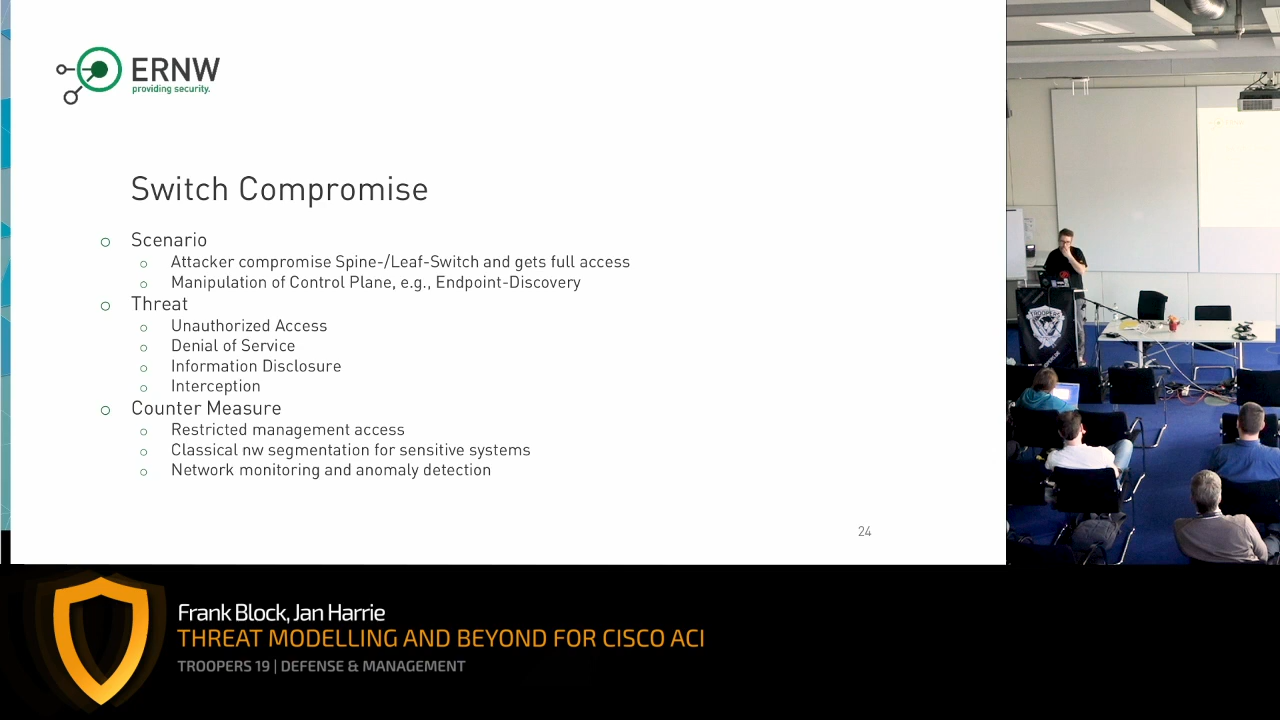 ERNW
providing security.
Switch Compromise
Scenario
Attacker compromise Spine-/Leaf-Switch and gets full access
Manipulation of Control Plane, e.g., Endpoint-Discovery
Threat
Unauthorized Access
Denial of Service
Information Disclosure
Interception
Counter Measure
Restricted management access
Classical nw segmentation for sensitive systems
Network monitoring and anomaly detection
24
TROOPERS
Frank Block, Jan Harrie
THREAT MODELLING AND BEYOND FOR CISCO ACI
TROOPERS 19 | DEFENSE & MANAGEMENT